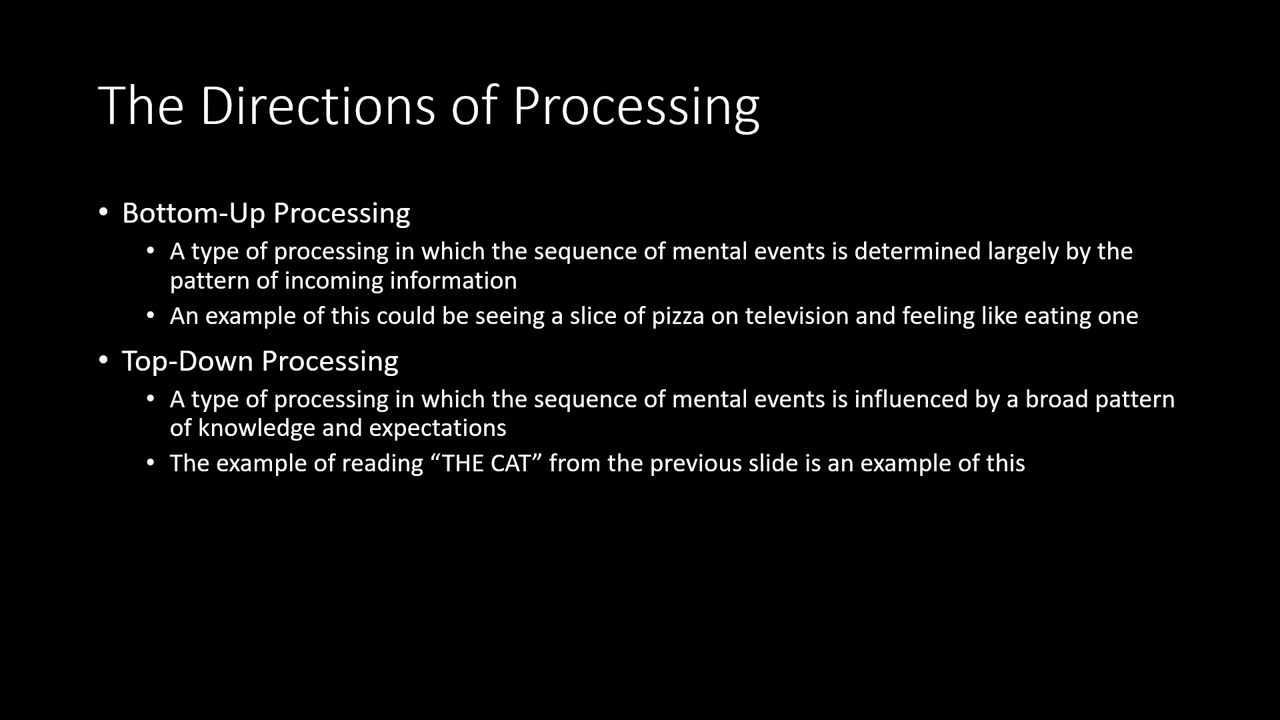 The Directions of Processing
• Bottom-Up Processing
• A type of processing in which the sequence of mental events is determined largely by the
pattern of incoming information
• An example of this could be seeing a slice of pizza on television and feeling like eating one
• Top-Down Processing
• A type of processing in which the sequence of mental events is influenced by a broad pattern
of knowledge and expectations
• The example of reading “THE CAT” from the previous slide is an example of this